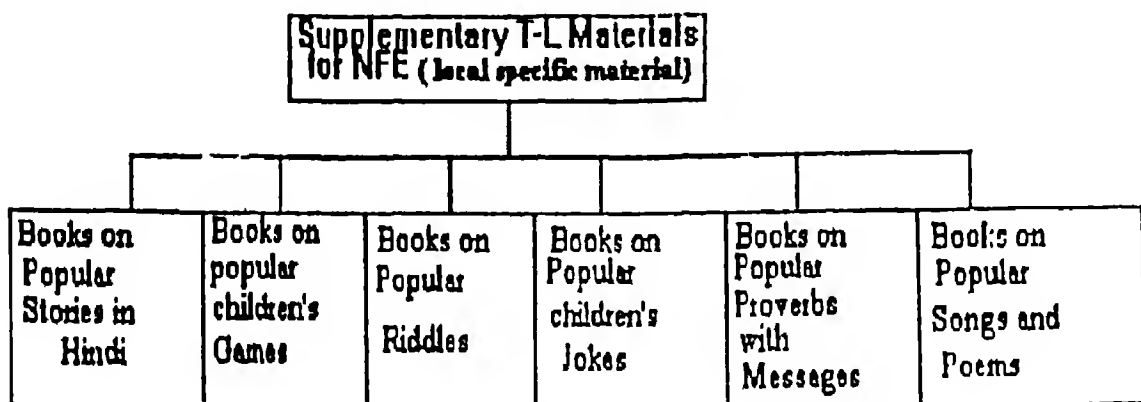 Supplementary T-L Materials
for NFE (local specific material)
Books on
Popular
Stories in
Hindi
Books on
popular
children's
Games
Books on
Popular
Riddles
Books on
Popular
children's
Jokes
Books on
Popular
Proverbs
with
Messages
Books on
Popular
Songs and
Poems